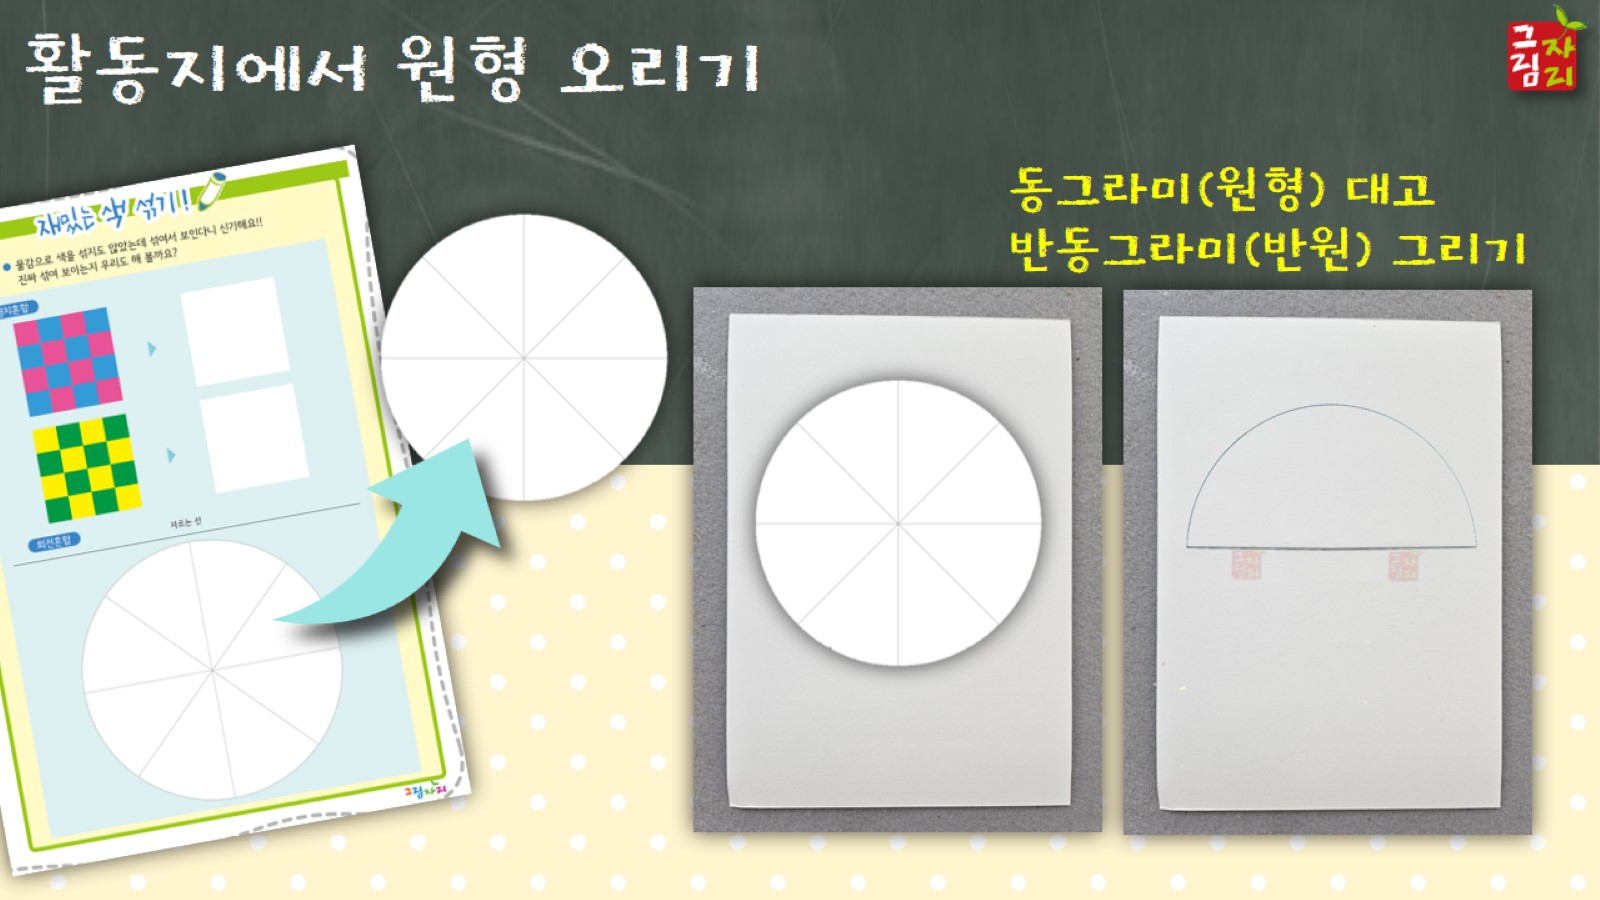 활동지에서 원형 오리기
그림
자리
동그라미(원형) 대고
반동그라미(반원) 그리기
재밌는 색 섞기!
물감으로 색을 섞지도 않았는데 섞여서 보인다니 신기해요!!
진짜 섞여 보이는지 우리도 해 볼까요?
자르는 선
회전혼합
그림자리